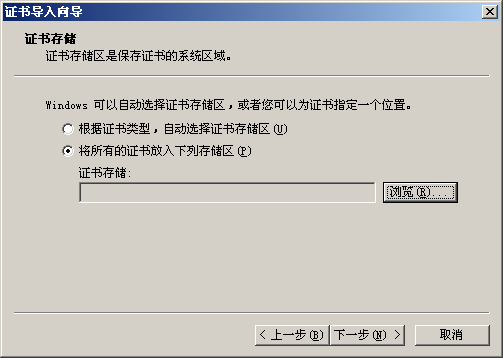 证书导入向导
证书存储
证书存储区是保存证书的系统区域。
Windows 可以自动选择证书存储区，或者您可以为证书指定一个位置。
根据证书类型，自动选择证书存储区(U)
将所有的证书放入下列存储区(P)
证书存储:
浏览(R)...
< 上一步(B) 下一步(N) > 取消